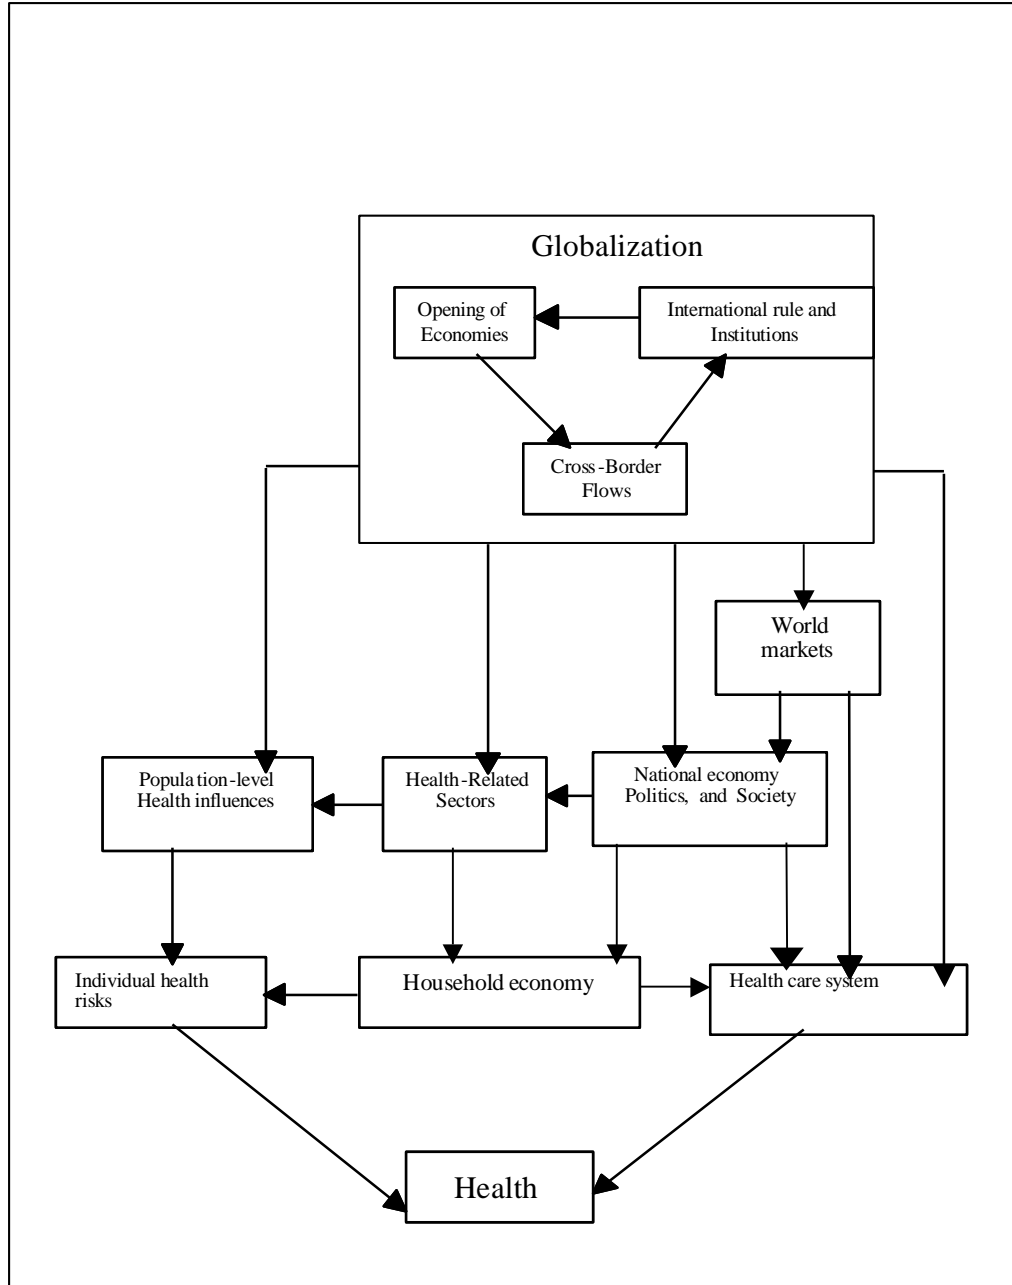 Globalization
Opening of
Economies
International rule and
Institutions
Cross-Border
Flows
World
markets
Population-level
Health influences
Health-Related
Sectors
National economy
Politics, and Society
Individual health
risks
Household economy
Health care system
Health